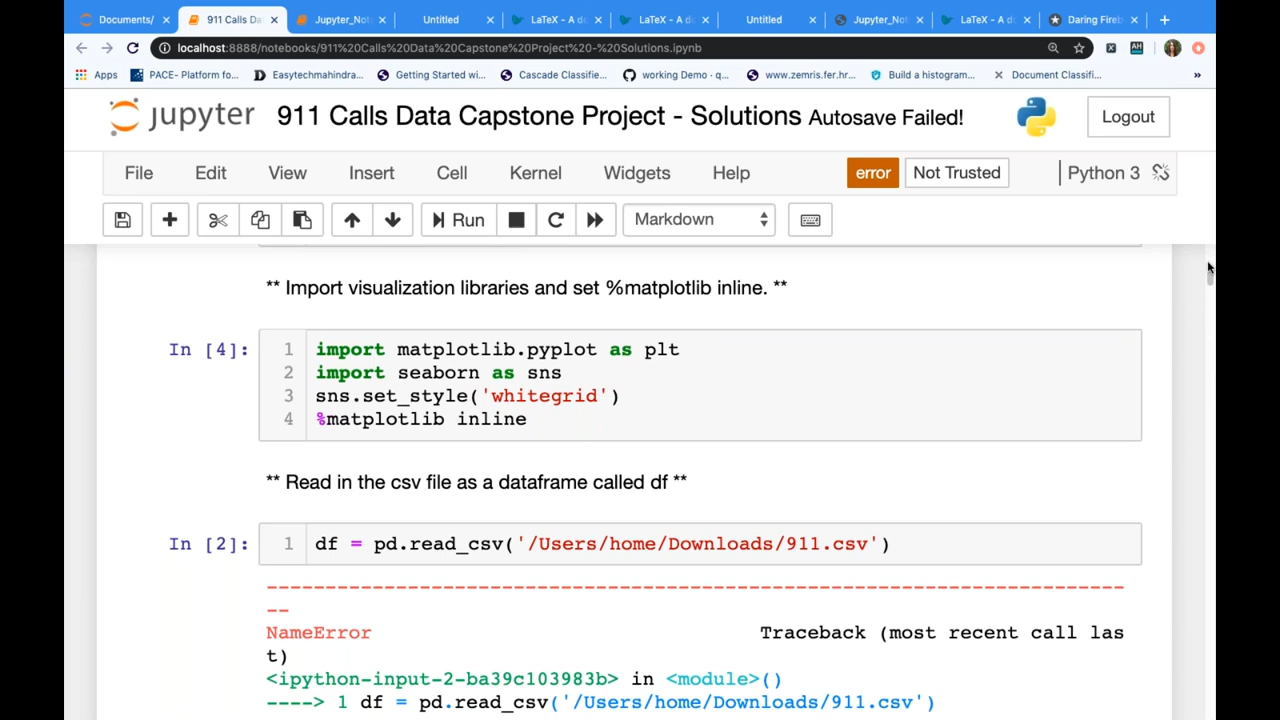 Documents/
911 Calls Da
Jupyter_Not
Untitled
LaTeX - A do
LaTeX - A do
Untitled
Jupyter_Not
LaTeX - A do
Daring Fireb
localhost:8888/notebooks/911%20Calls%20Data%20Capstone%20Project%20-%20Solutions.ipynb
Apps
PACE- Platform fo...
Easytechmahindra...
Getting Started wi...
Cascade Classifie...
working Demo · q...
www.zemris.fer.hr...
Build a histogram...
Document Classifi...
»
jupyter 911 Calls Data Capstone Project - Solutions Autosave Failed!
Logout
File Edit View Insert Cell Kernel Widgets Help
error
Not Trusted
Python 3
Run
Markdown
** Import visualization libraries and set %matplotlib inline. **
In [4]:
1 import matplotlib.pyplot as plt
2 import seaborn as sns
3 sns.set_style('whitegrid')
4 %matplotlib inline
** Read in the csv file as a dataframe called df **
In [2]: 1 df = pd.read_csv('/Users/home/Downloads/911.csv')
---------------------------------------------------------------------------
--
NameError Traceback (most recent call las
t)
<ipython-input-2-ba39c103983b> in <module>()
----> 1 df = pd.read_csv('/Users/home/Downloads/911.csv')